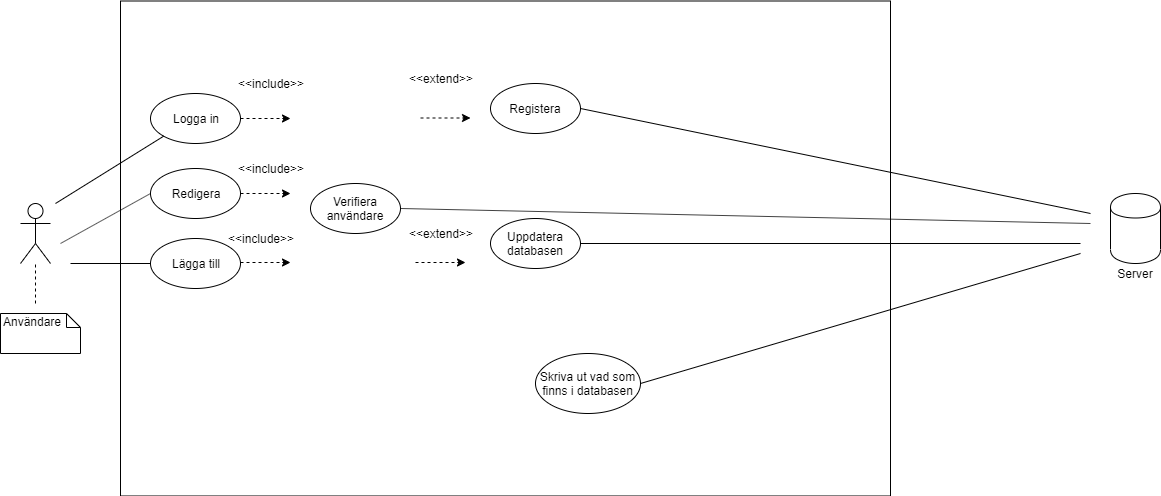 <<include>>
<<extend>>
Logga in
Registera
<<include>>
Redigera
Verifiera
användare
<<include>>
<<extend>>
Uppdatera
databasen
Lägga till
Server
Användare
Skriva ut vad som
finns i databasen